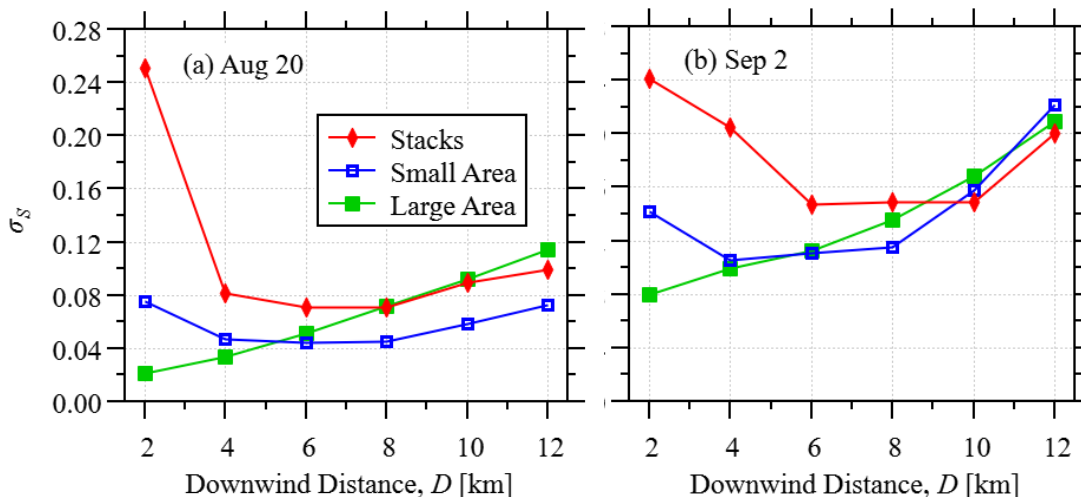 0.28
0.24
0.20
0.16
0.12
0.08
0.04
0.00
σS
(a) Aug 20
Stacks
Small Area
Large Area
2 4 6 8 10 12
Downwind Distance, D [km]
(b) Sep 2
2 4 6 8 10 12
Downwind Distance, D [km]